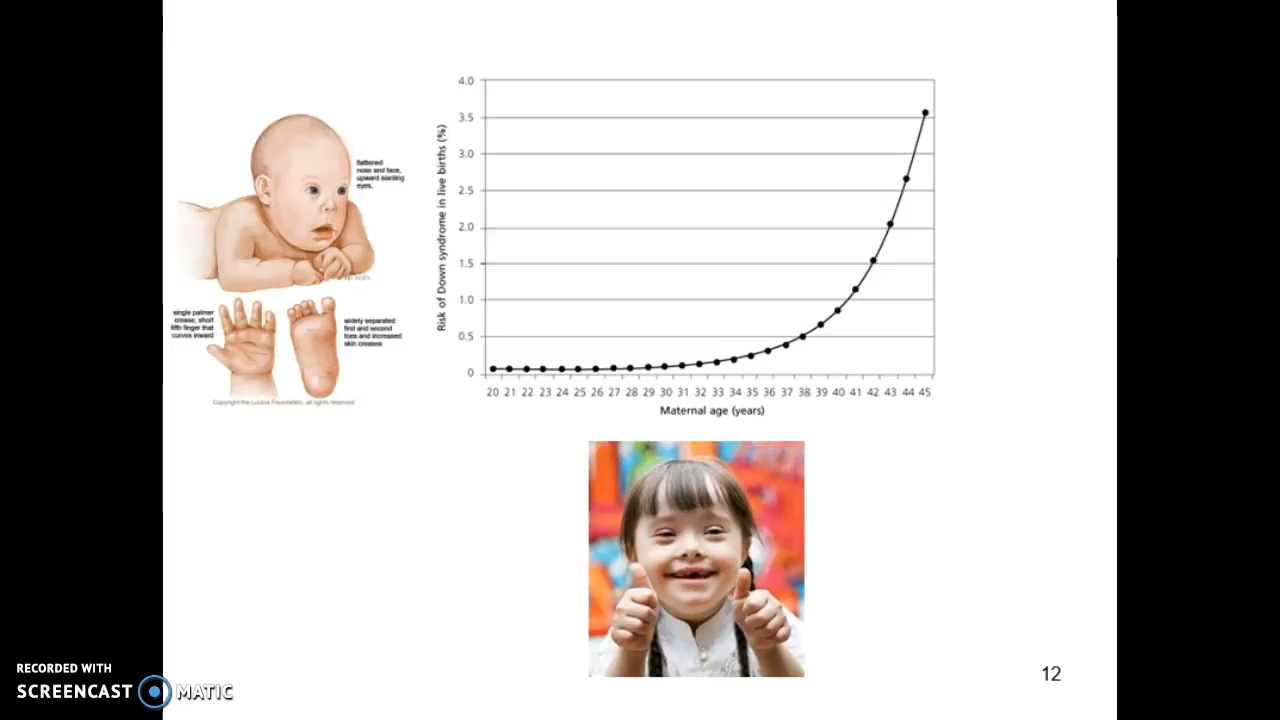 flattened
nose and face,
upward slanting
eyes,
single palmer
crease, short
fifth finger that
curves inward
widely separated
first and second
toes and increased
skin creases
Copyright the Lucina Foundation, all rights reserved
Risk of Down syndrome in live births (%)
4.0
3.5
3.0
2.5
2.0
1.5
1.0
0.5
0
20 21 22 23 24 25 26 27 28 29 30 31 32 33 34 35 36 37 38 39 40 41 42 43 44 45
Maternal age (years)
RECORDED WITH
SCREENCAST MATIC
12